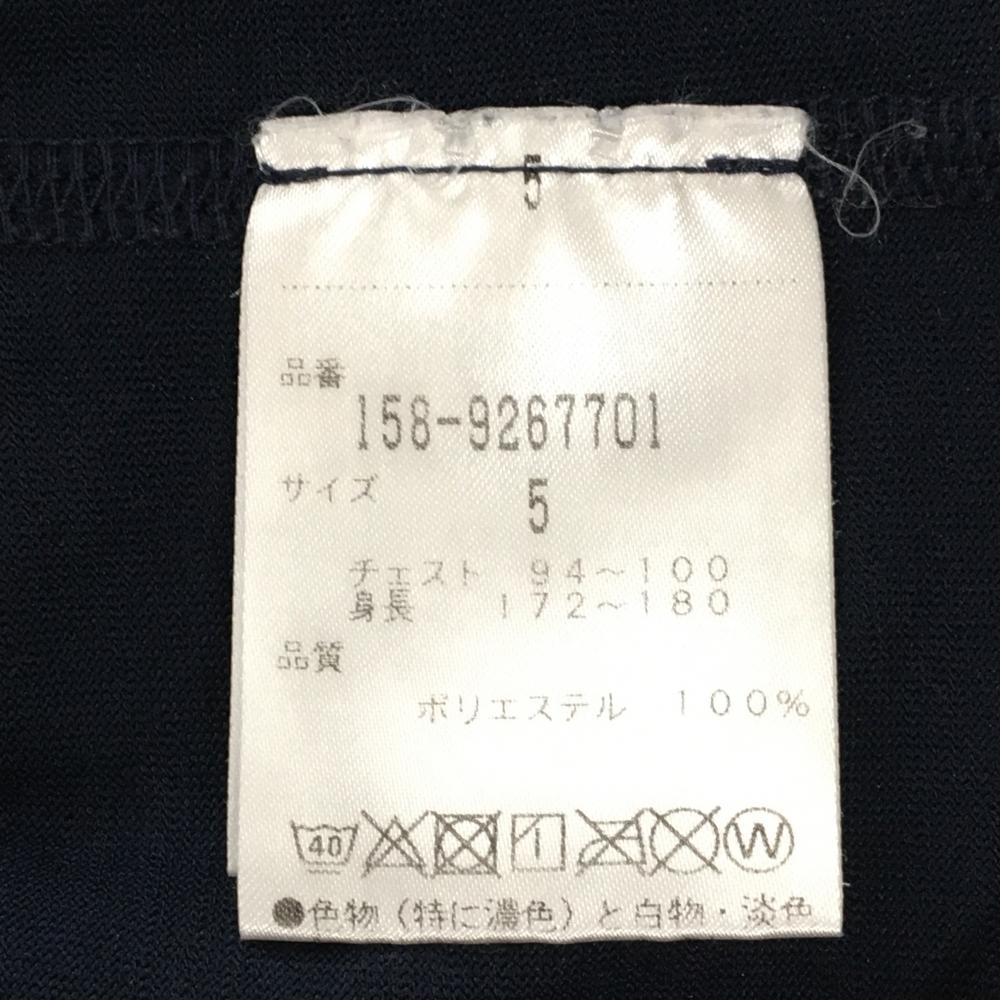 5
品番
158-9267701
サイズ 5
チェスト 94~100
身長 172~180
品質
ポリエステル 100%
40 W
●色物(特に濃色)と白物・淡色